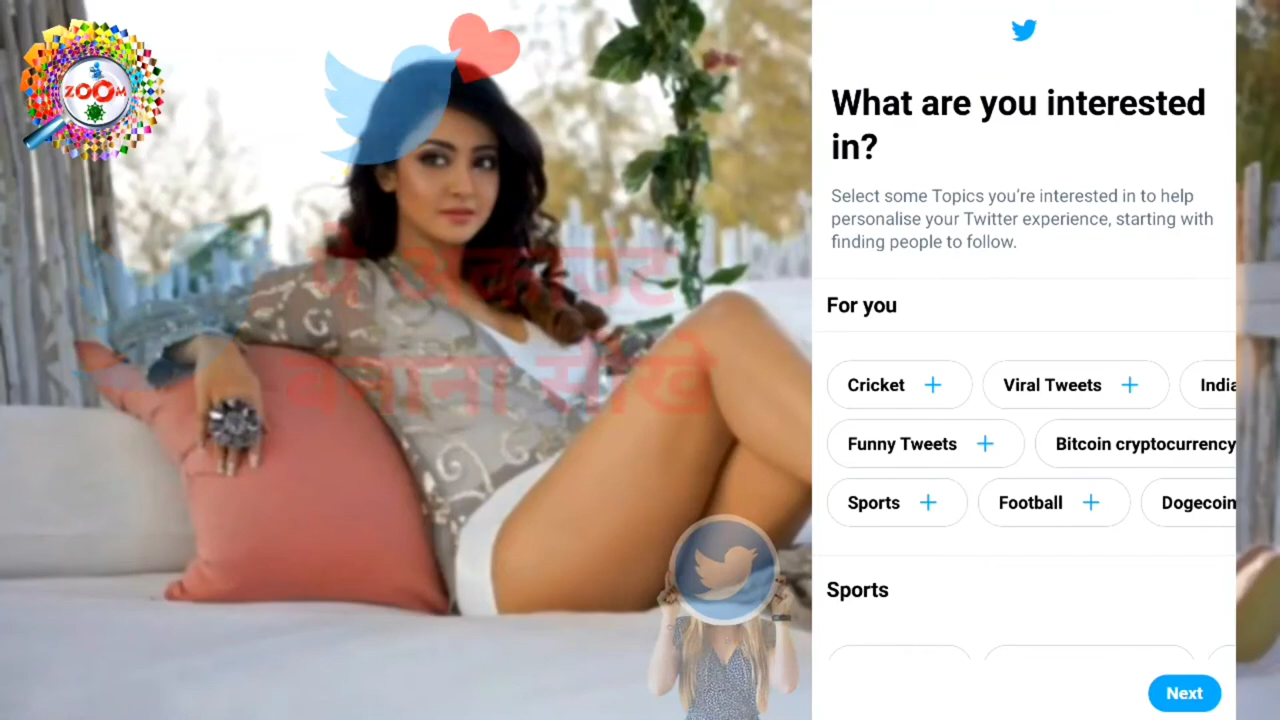 ZOOM
पे अकाउंट
बनाना सीखे
What are you interested
in?
Select some Topics you're interested in to help
personalise your Twitter experience, starting with
finding people to follow.
For you
Cricket
Viral Tweets
India
Funny Tweets
Bitcoin cryptocurrency
Sports
Football
Dogecoin
Sports
Next